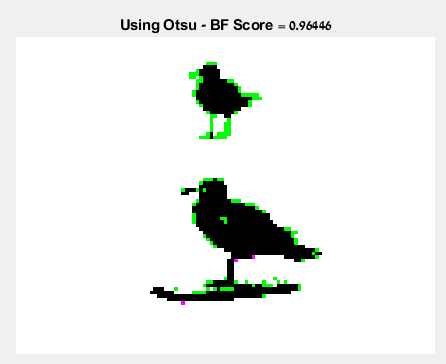 Using Otsu - BF Score = 0.96446